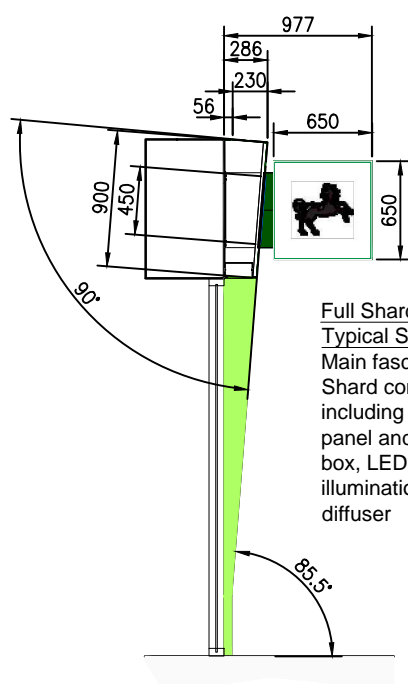 977
286
230
56
650
900
450
650
90°
Full Shard
Typical S
Main fasc
Shard cor
including
panel and
box, LED
illuminatio
diffuser
85.5°